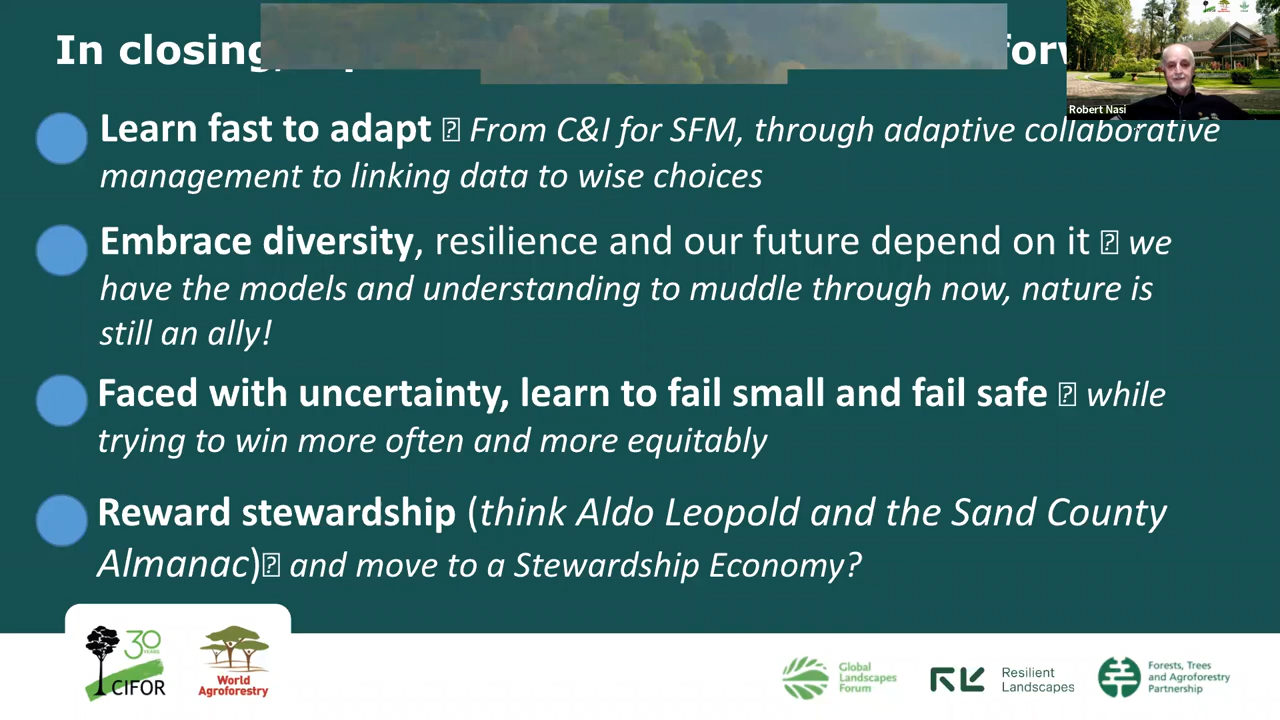 In closing,
Robert Nasi
Learn fast to adapt From C&I for SFM, through adaptive collaborative
management to linking data to wise choices
Embrace diversity, resilience and our future depend on it we
have the models and understanding to muddle through now, nature is
still an ally!
Faced with uncertainty, learn to fail small and fail safe while
trying to win more often and more equitably
Reward stewardship (think Aldo Leopold and the Sand County
Almanac) and move to a Stewardship Economy?
30
YEARS
CIFOR
World
Agroforestry
Global
Landscapes
Forum
Resilient
Landscapes
Forests, Trees
and Agroforestry
Partnership